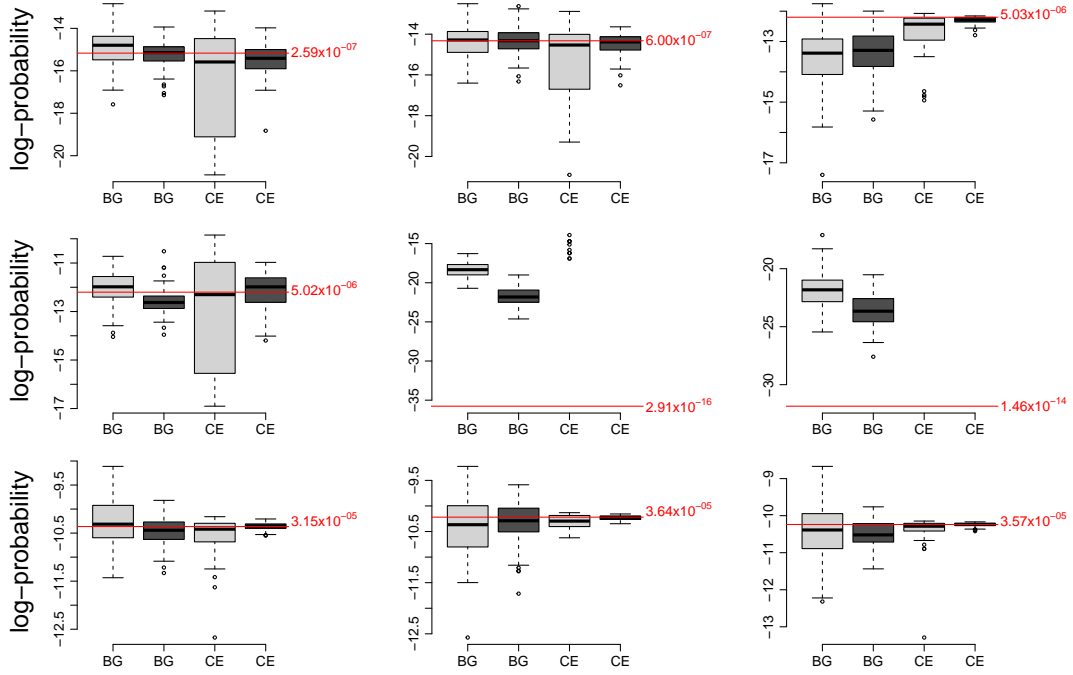 log−probability
−14
−16
−18
−20
2.59x10⁻⁰⁷
BG BG CE CE
−14
−16
−18
−20
6.00x10⁻⁰⁷
BG BG CE CE
−13
−15
−17
5.03x10⁻⁰⁶
BG BG CE CE
log−probability
−11
−13
−15
−17
5.02x10⁻⁰⁶
BG BG CE CE
−15
−20
−25
−30
−35
2.91x10⁻¹⁶
BG BG CE CE
−20
−25
−30
1.46x10⁻¹⁴
BG BG CE CE
log−probability
−9.5
−10.5
−11.5
−12.5
3.15x10⁻⁰⁵
BG BG CE CE
−9.5
−10.5
−11.5
−12.5
3.64x10⁻⁰⁵
BG BG CE CE
−9
−10
−11
−12
−13
3.57x10⁻⁰⁵
BG BG CE CE